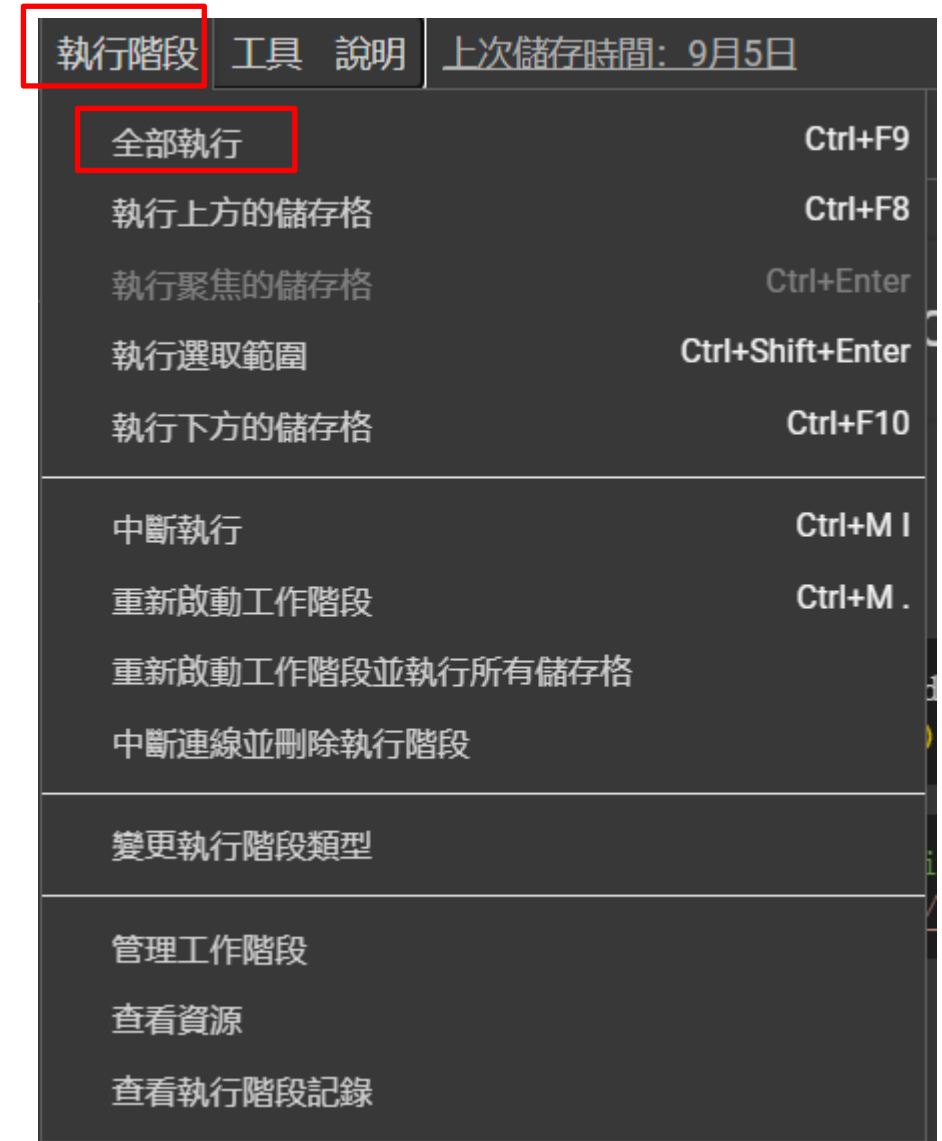 執行階段 工具 說明 上次儲存時間：9月5日
全部執行 Ctrl+F9
執行上方的儲存格 Ctrl+F8
執行聚焦的儲存格 Ctrl+Enter
執行選取範圍 Ctrl+Shift+Enter
執行下方的儲存格 Ctrl+F10
中斷執行 Ctrl+M I
重新啟動工作階段 Ctrl+M .
重新啟動工作階段並執行所有儲存格
中斷連線並刪除執行階段
變更執行階段類型
管理工作階段
查看資源
查看執行階段記錄